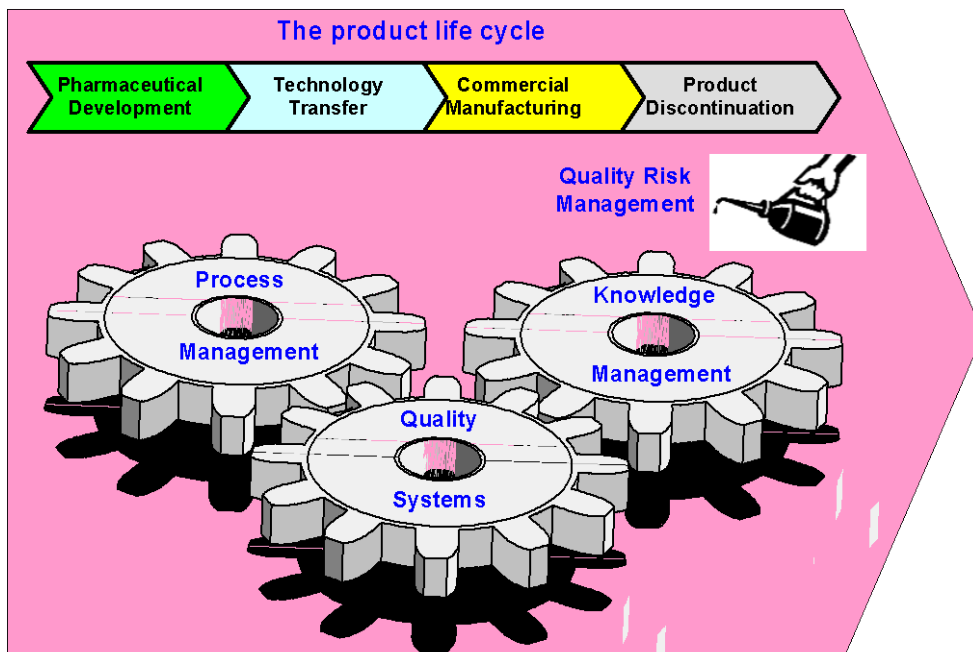 The product life cycle
Pharmaceutical
Development
Technology
Transfer
Commercial
Manufacturing
Product
Discontinuation
Quality Risk
Management
Process
Management
Knowledge
Management
Quality
Systems